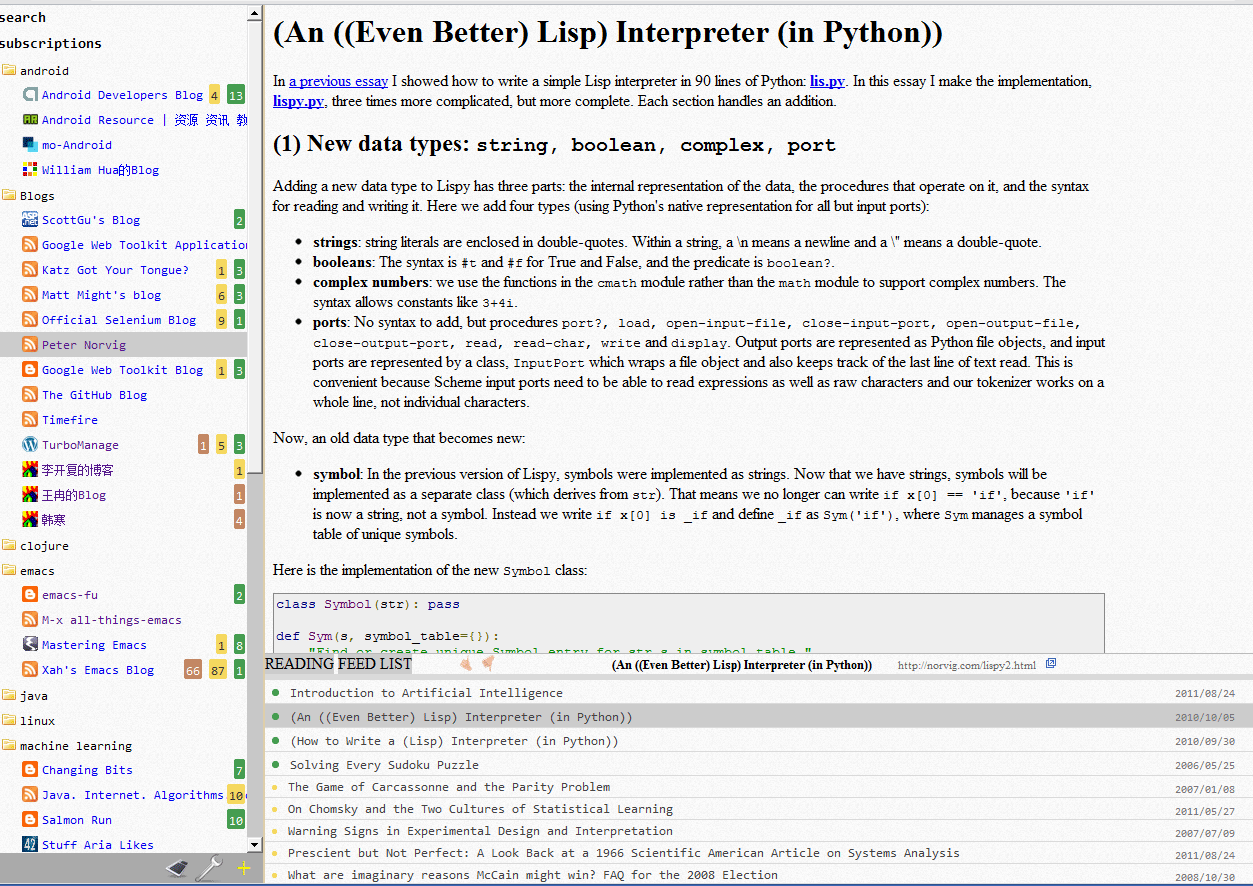 search
subscriptions
android
Android Developers Blog 4 13
Android Resource | 资源 资讯 教
mo-Android
William Hua的Blog
Blogs
ScottGu's Blog 2
Google Web Toolkit Application
Katz Got Your Tongue? 1 3
Matt Might's blog 6 3
Official Selenium Blog 9 1
Peter Norvig
Google Web Toolkit Blog 1 3
The GitHub Blog
Timefire
TurboManage 1 5 3
李开复的博客 1
王冉的Blog 1
韩寒 4
clojure
emacs
emacs-fu 2
M-x all-things-emacs
Mastering Emacs 1 8
Xah's Emacs Blog 66 87 1
java
linux
machine learning
Changing Bits 7
Java. Internet. Algorithms 10
Salmon Run 10
42 Stuff Aria Likes
(An ((Even Better) Lisp) Interpreter (in Python))
In a previous essay I showed how to write a simple Lisp interpreter in 90 lines of Python: lis.py. In this essay I make the implementation,
lispy.py, three times more complicated, but more complete. Each section handles an addition.
(1) New data types: string, boolean, complex, port
Adding a new data type to Lispy has three parts: the internal representation of the data, the procedures that operate on it, and the syntax
for reading and writing it. Here we add four types (using Python's native representation for all but input ports):
• strings: string literals are enclosed in double-quotes. Within a string, a \n means a newline and a \" means a double-quote.
• booleans: The syntax is #t and #f for True and False, and the predicate is boolean?.
• complex numbers: we use the functions in the cmath module rather than the math module to support complex numbers. The
syntax allows constants like 3+4i.
• ports: No syntax to add, but procedures port?, load, open-input-file, close-input-port, open-output-file,
close-output-port, read, read-char, write and display. Output ports are represented as Python file objects, and input
ports are represented by a class, InputPort which wraps a file object and also keeps track of the last line of text read. This is
convenient because Scheme input ports need to be able to read expressions as well as raw characters and our tokenizer works on a
whole line, not individual characters.
Now, an old data type that becomes new:
• symbol: In the previous version of Lispy, symbols were implemented as strings. Now that we have strings, symbols will be
implemented as a separate class (which derives from str). That means we no longer can write if x[0] == 'if', because 'if'
is now a string, not a symbol. Instead we write if x[0] is _if and define _if as Sym('if'), where Sym manages a symbol
table of unique symbols.
Here is the implementation of the new Symbol class:
class Symbol(str): pass
def Sym(s, symbol_table={}):
"Find or create unique Symbol entry for str s in symbol table."
READING FEED LIST (An ((Even Better) Lisp) Interpreter (in Python)) http://norvig.com/lispy2.html
Introduction to Artificial Intelligence 2011/08/24
(An ((Even Better) Lisp) Interpreter (in Python)) 2010/10/05
(How to Write a (Lisp) Interpreter (in Python)) 2010/09/30
Solving Every Sudoku Puzzle 2006/05/25
The Game of Carcassonne and the Parity Problem 2007/01/08
On Chomsky and the Two Cultures of Statistical Learning 2011/05/27
Warning Signs in Experimental Design and Interpretation 2007/07/09
Prescient but Not Perfect: A Look Back at a 1966 Scientific American Article on Systems Analysis 2011/08/24
What are imaginary reasons McCain might win? FAQ for the 2008 Election 2008/10/30